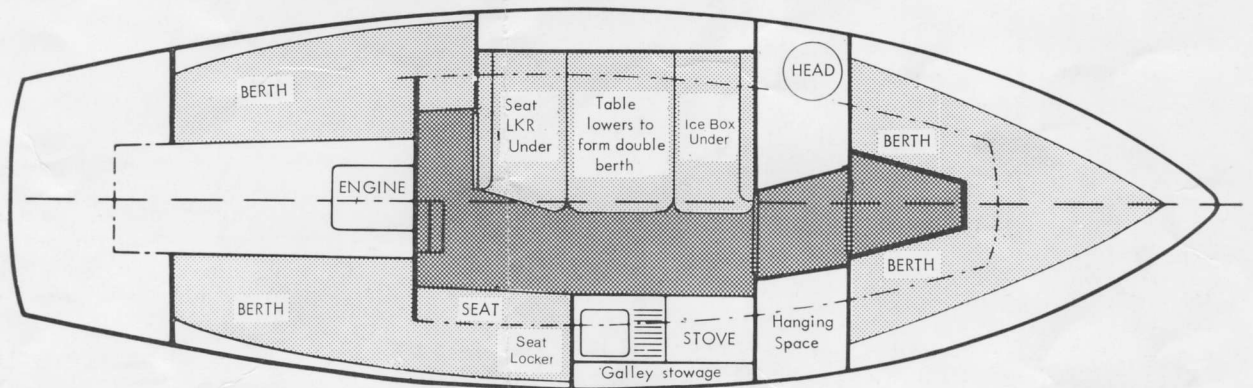 BERTH
ENGINE
BERTH
SEAT
Seat
Locker
Seat
LKR
Under
Table
lowers to
form double
berth
Ice Box
Under
STOVE
Galley stowage
HEAD
Hanging
Space
BERTH
BERTH